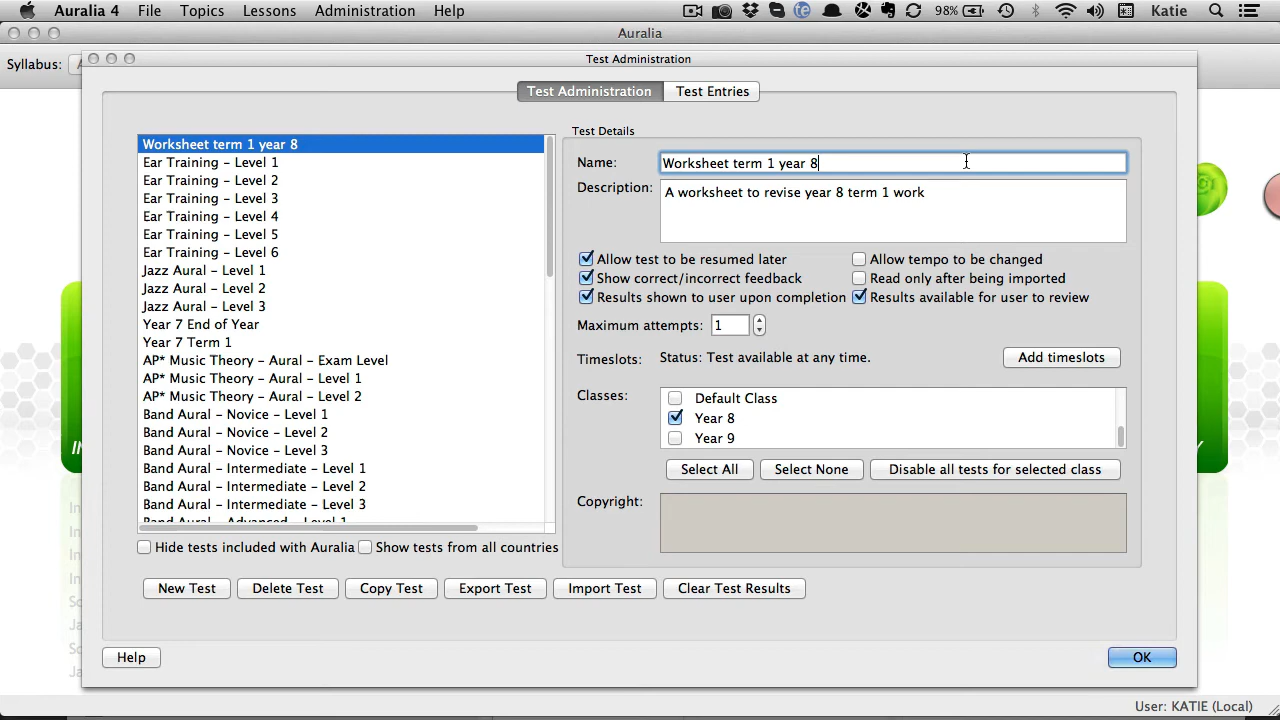 Auralia 4 File Topics Lessons Administration Help 98% Katie
Auralia
Syllabus:
Test Administration
Test Administration Test Entries
Worksheet term 1 year 8
Ear Training - Level 1
Ear Training - Level 2
Ear Training - Level 3
Ear Training - Level 4
Ear Training - Level 5
Ear Training - Level 6
Jazz Aural - Level 1
Jazz Aural - Level 2
Jazz Aural - Level 3
Year 7 End of Year
Year 7 Term 1
AP* Music Theory - Aural - Exam Level
AP* Music Theory - Aural - Level 1
AP* Music Theory - Aural - Level 2
Band Aural - Novice - Level 1
Band Aural - Novice - Level 2
Band Aural - Novice - Level 3
Band Aural - Intermediate - Level 1
Band Aural - Intermediate - Level 2
Band Aural - Intermediate - Level 3
Band Aural - Advanced - Level 1
Hide tests included with Auralia Show tests from all countries
Test Details
Name: Worksheet term 1 year 8
Description: A worksheet to revise year 8 term 1 work
Allow test to be resumed later Allow tempo to be changed
Show correct/incorrect feedback Read only after being imported
Results shown to user upon completion Results available for user to review
Maximum attempts: 1
Timeslots: Status: Test available at any time. Add timeslots
Classes: Default Class
Year 8
Year 9
Select All Select None Disable all tests for selected class
Copyright:
New Test Delete Test Copy Test Export Test Import Test Clear Test Results
Help OK
User: KATIE (Local)